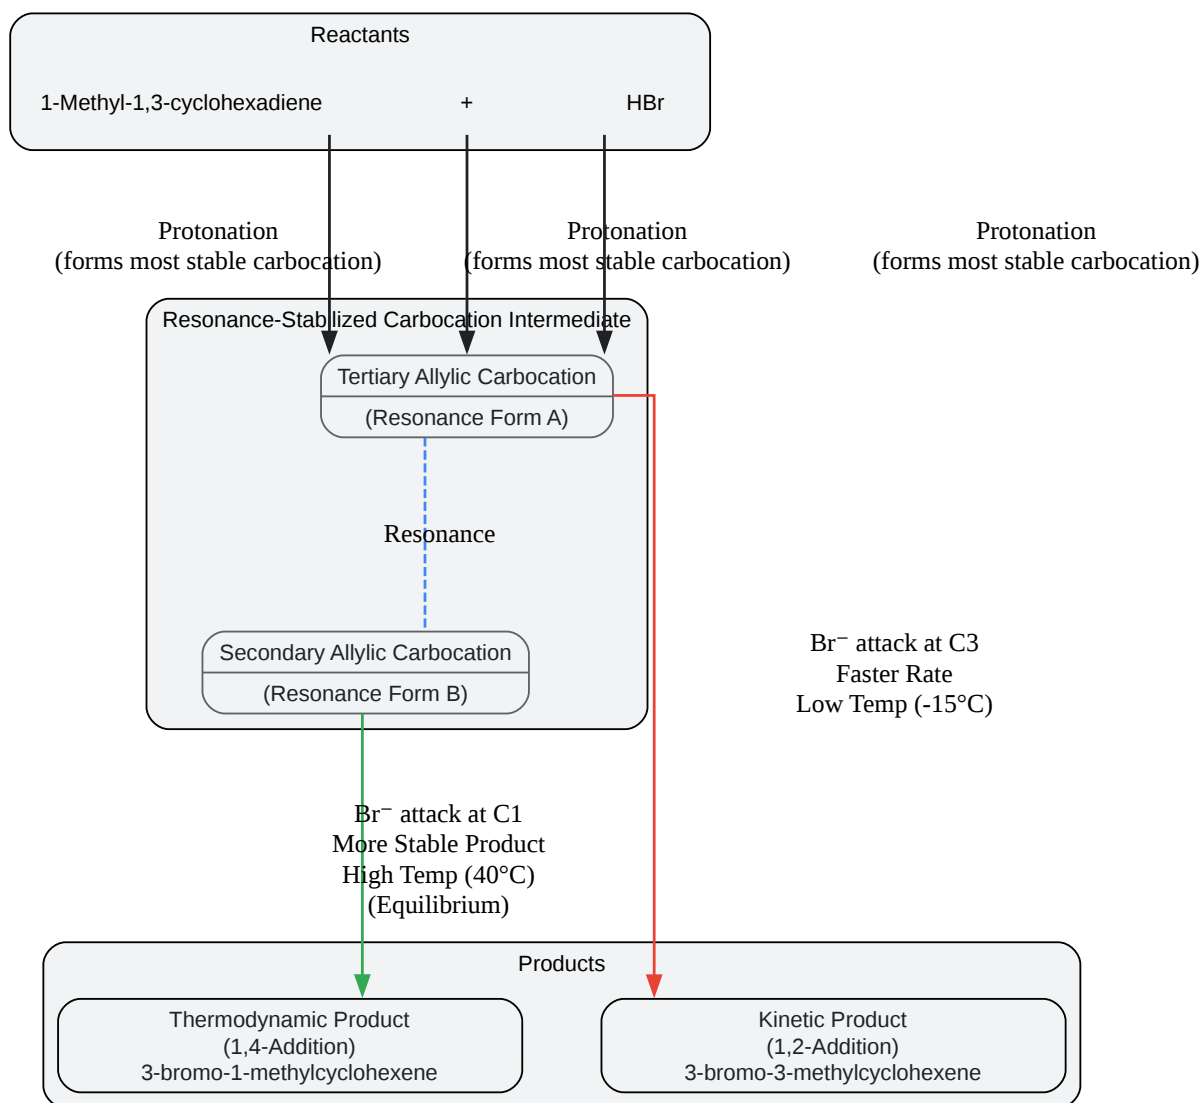 Reactants
1-Methyl-1,3-cyclohexadiene + HBr
Protonation
(forms most stable carbocation)
Protonation
(forms most stable carbocation)
Protonation
(forms most stable carbocation)
Resonance-Stabilized Carbocation Intermediate
Tertiary Allylic Carbocation
(Resonance Form A)
Resonance
Secondary Allylic Carbocation
(Resonance Form B)
Br⁻ attack at C3
Faster Rate
Low Temp (-15°C)
Br⁻ attack at C1
More Stable Product
High Temp (40°C)
(Equilibrium)
Products
Thermodynamic Product
(1,4-Addition)
3-bromo-1-methylcyclohexene
Kinetic Product
(1,2-Addition)
3-bromo-3-methylcyclohexene